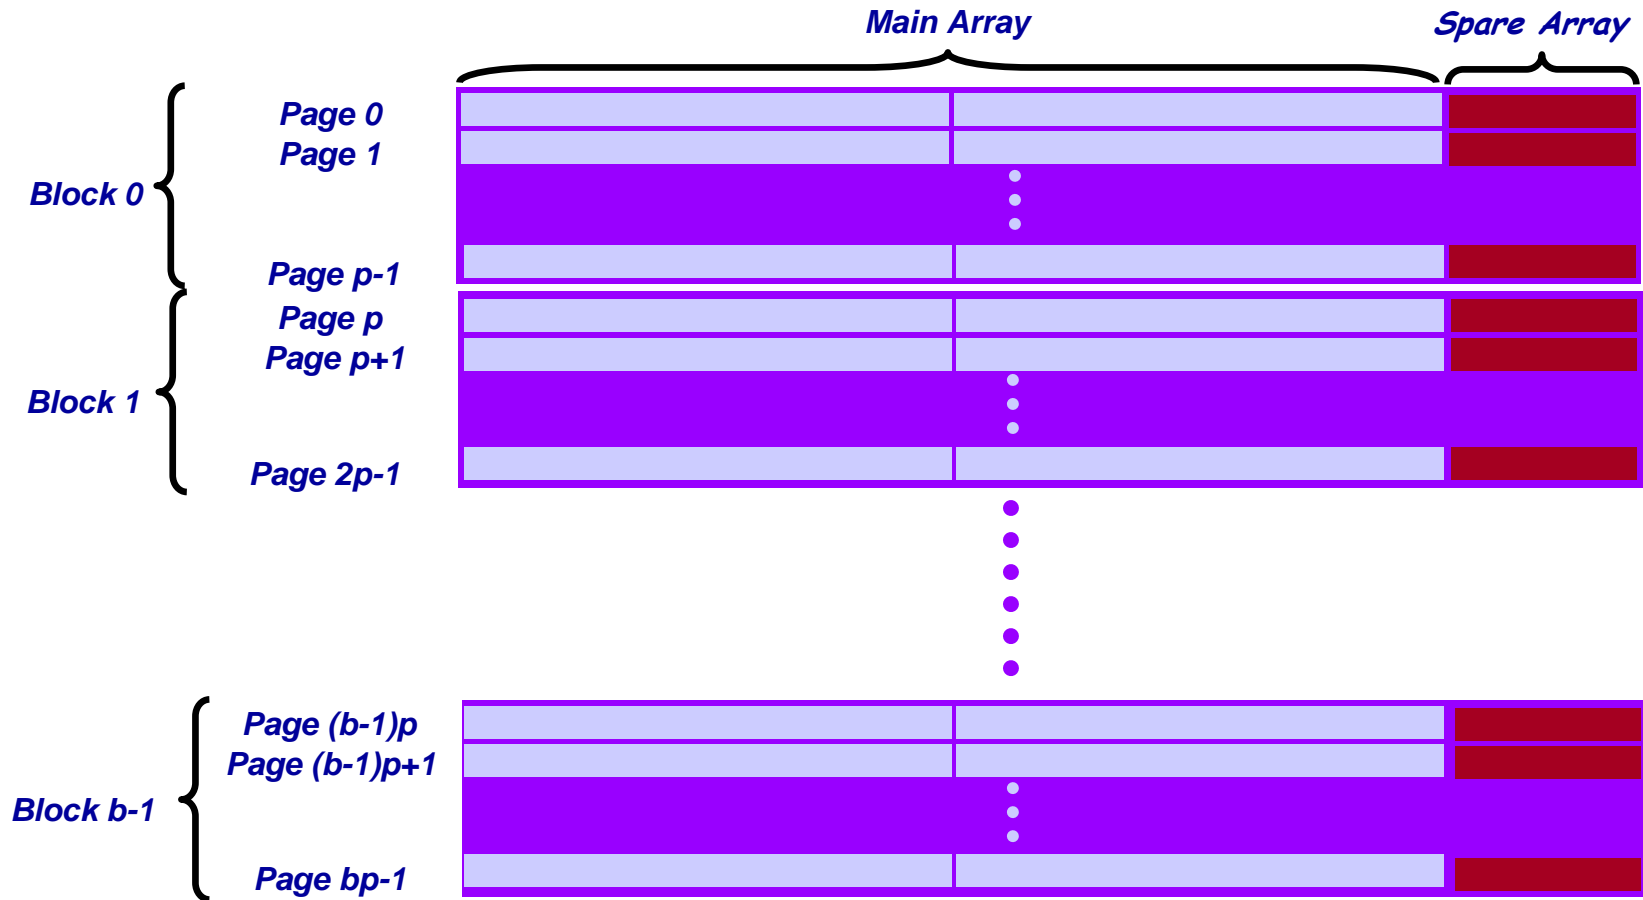 Main Array
Spare Array
Block 0
Page 0
Page 1
Page p-1
Block 1
Page p
Page p+1
Page 2p-1
Block b-1
Page (b-1)p
Page (b-1)p+1
Page bp-1